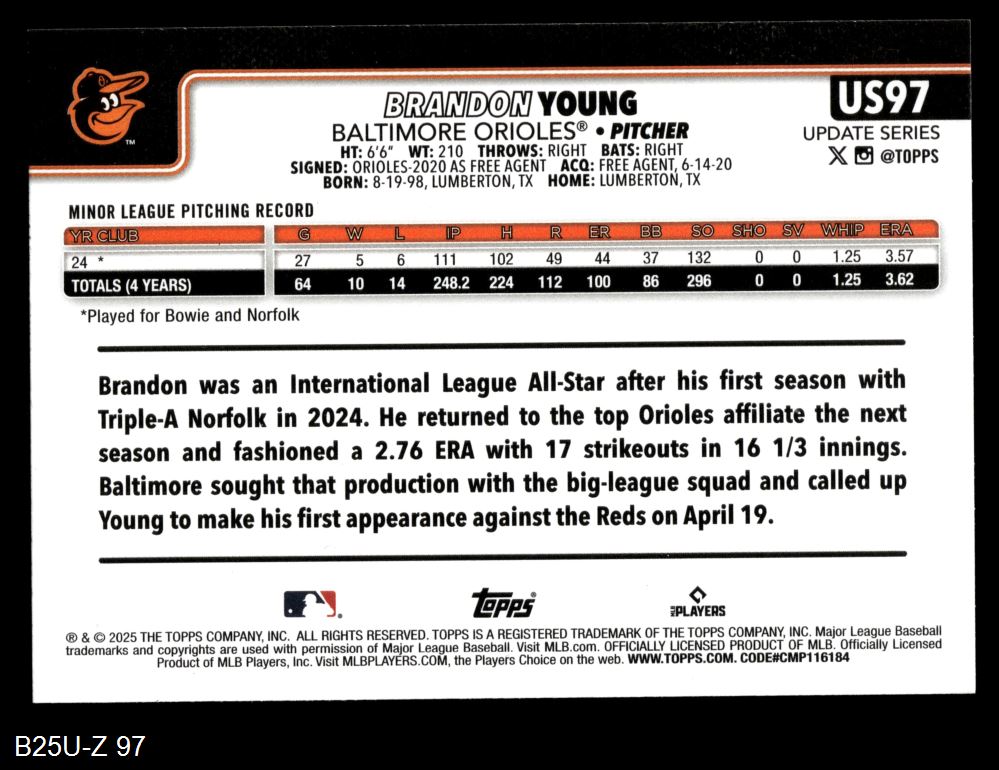 BRANDON YOUNG
BALTIMORE ORIOLES® • PITCHER
HT: 6'6" WT: 210 THROWS: RIGHT BATS: RIGHT
SIGNED: ORIOLES-2020 AS FREE AGENT ACQ: FREE AGENT, 6-14-20
BORN: 8-19-98, LUMBERTON, TX HOME: LUMBERTON, TX
US97
UPDATE SERIES
@TOPPS
TM
MINOR LEAGUE PITCHING RECORD
YR CLUB G W L IP H R ER BB SO SHO SV WHIP ERA
24 * 27 5 6 111 102 49 44 37 132 0 0 1.25 3.57
TOTALS (4 YEARS) 64 10 14 248.2 224 112 100 86 296 0 0 1.25 3.62
*Played for Bowie and Norfolk
Brandon was an International League All-Star after his first season with
Triple-A Norfolk in 2024. He returned to the top Orioles affiliate the next
season and fashioned a 2.76 ERA with 17 strikeouts in 16 1/3 innings.
Baltimore sought that production with the big-league squad and called up
Young to make his first appearance against the Reds on April 19.
Topps®
MLB PLAYERS
® & © 2025 THE TOPPS COMPANY, INC. ALL RIGHTS RESERVED. TOPPS IS A REGISTERED TRADEMARK OF THE TOPPS COMPANY, INC. Major League Baseball
trademarks and copyrights are used with permission of Major League Baseball. Visit MLB.com. OFFICIALLY LICENSED PRODUCT OF MLB. Officially Licensed
Product of MLB Players, Inc. Visit MLBPLAYERS.COM, the Players Choice on the web. WWW.TOPPS.COM. CODE#CMP116184
B25U-Z 97